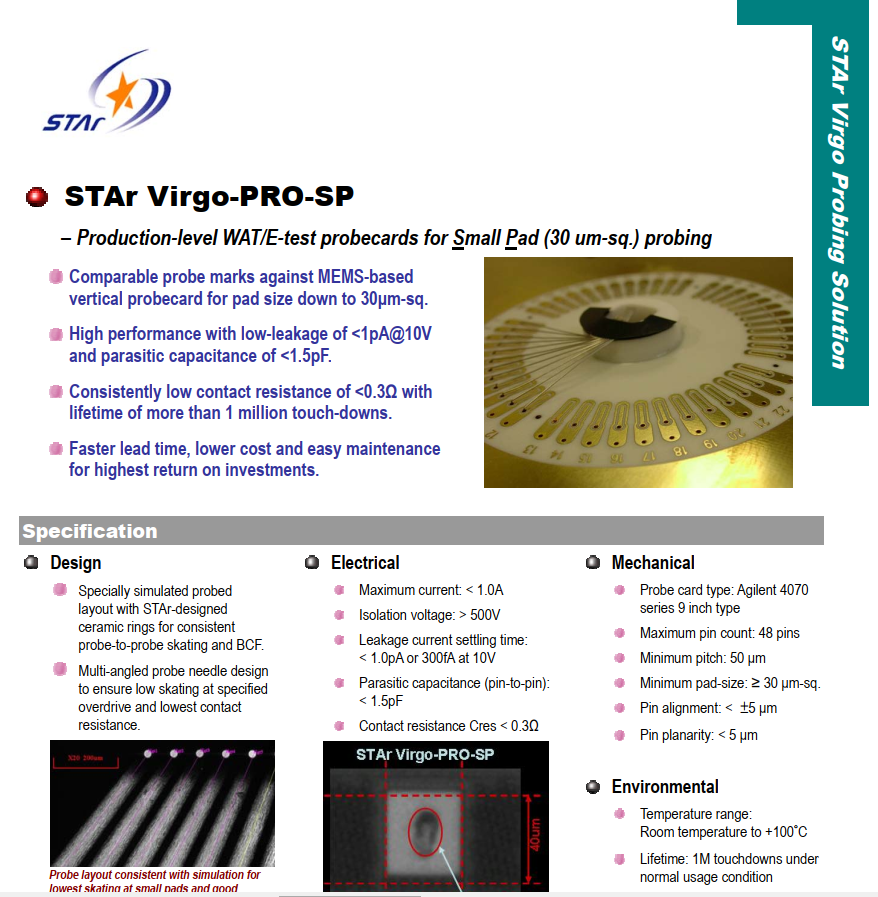 STAr
STAr Virgo Probing Solution
STAr Virgo-PRO-SP
– Production-level WAT/E-test probecards for Small Pad (30 um-sq.) probing
Comparable probe marks against MEMS-based
vertical probecard for pad size down to 30µm-sq.
High performance with low-leakage of <1pA@10V
and parasitic capacitance of <1.5pF.
Consistently low contact resistance of <0.3Ω with
lifetime of more than 1 million touch-downs.
Faster lead time, lower cost and easy maintenance
for highest return on investments.
12
13
14
15
16
17
18
19
20
21
22
Specification
Design
Specially simulated probed
layout with STAr-designed
ceramic rings for consistent
probe-to-probe skating and BCF.
Multi-angled probe needle design
to ensure low skating at specified
overdrive and lowest contact
resistance.
X20 200um
Probe layout consistent with simulation for
lowest skating at small pads and good
Electrical
Maximum current: < 1.0A
Isolation voltage: > 500V
Leakage current settling time:
< 1.0pA or 300fA at 10V
Parasitic capacitance (pin-to-pin):
< 1.5pF
Contact resistance Cres < 0.3Ω
STAr Virgo-PRO-SP
40um
Mechanical
Probe card type: Agilent 4070
series 9 inch type
Maximum pin count: 48 pins
Minimum pitch: 50 µm
Minimum pad-size: ≥ 30 µm-sq.
Pin alignment: < ±5 µm
Pin planarity: < 5 µm
Environmental
Temperature range:
Room temperature to +100˚C
Lifetime: 1M touchdowns under
normal usage condition